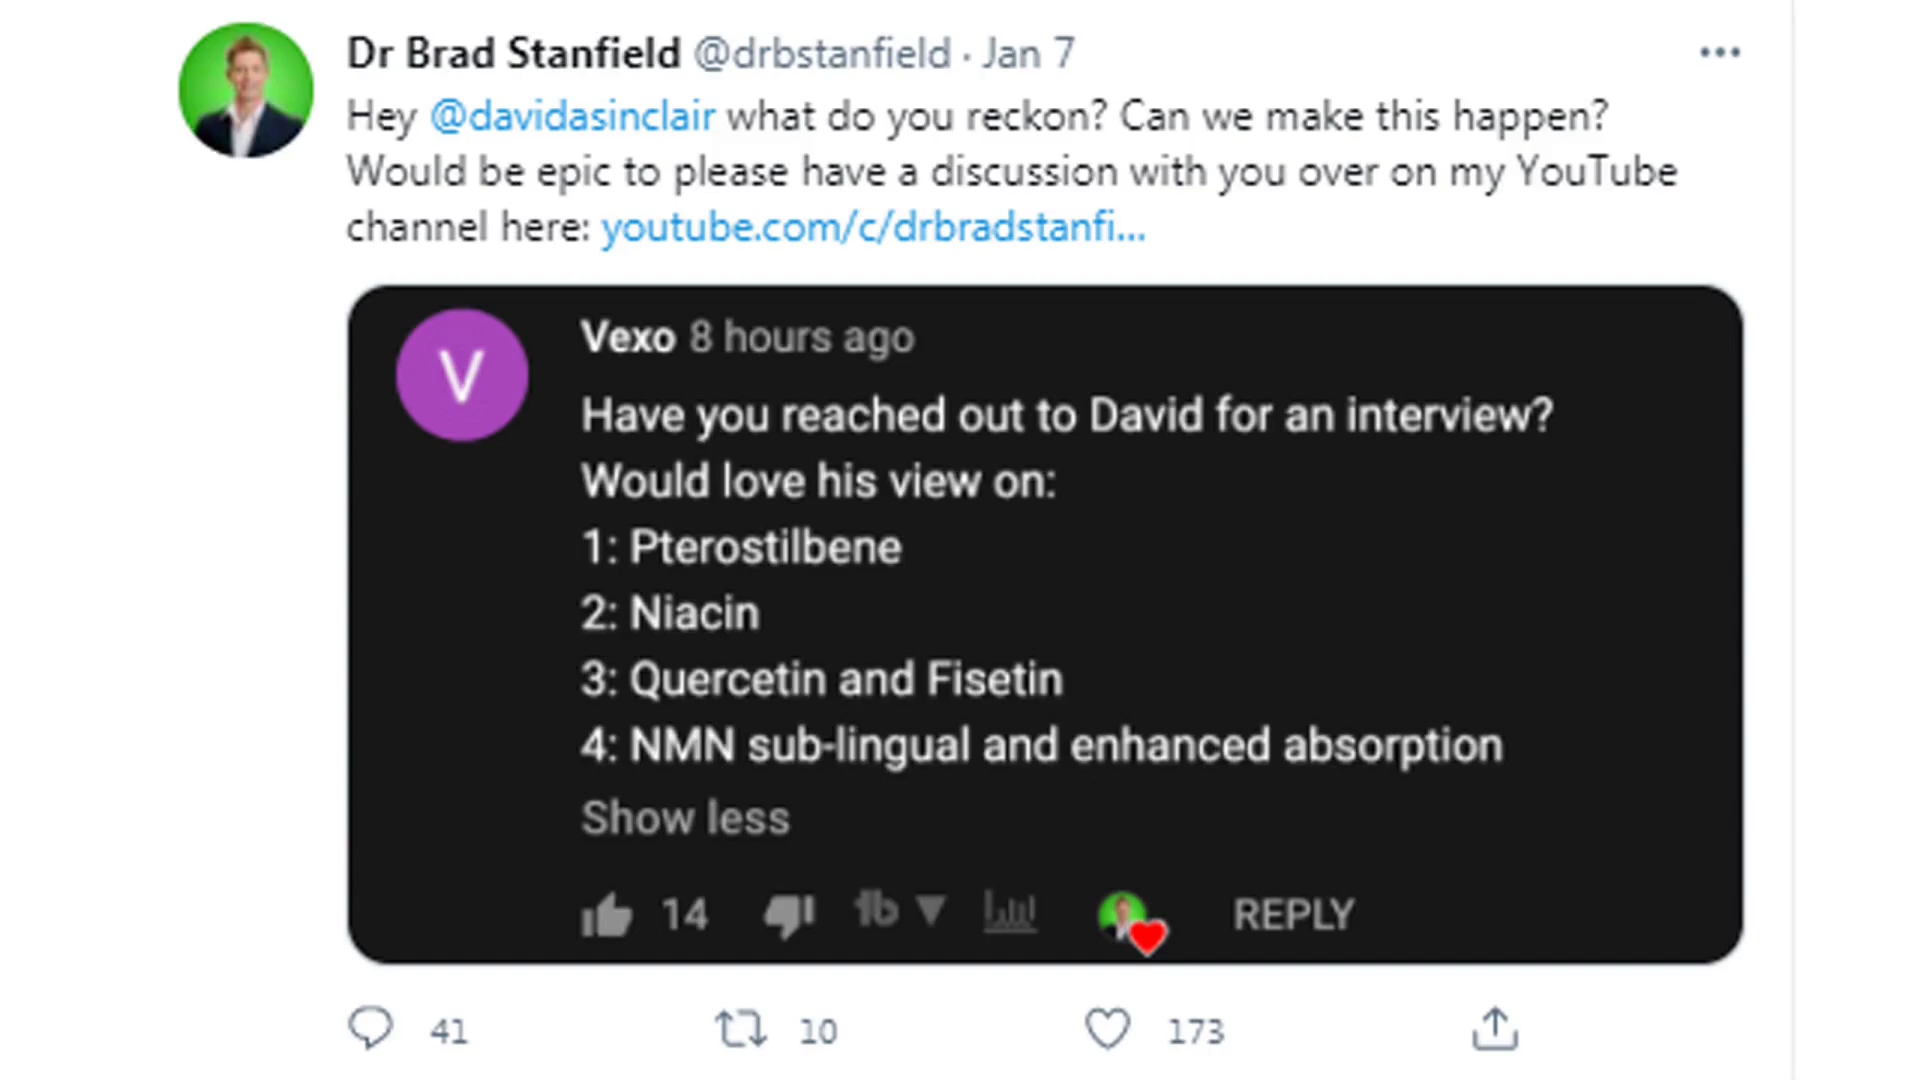 Dr Brad Stanfield @drbstanfield · Jan 7
Hey @davidasinclair what do you reckon? Can we make this happen?
Would be epic to please have a discussion with you over on my YouTube
channel here: youtube.com/c/drbradstanfi...
V
Vexo 8 hours ago
Have you reached out to David for an interview?
Would love his view on:
1: Pterostilbene
2: Niacin
3: Quercetin and Fisetin
4: NMN sub-lingual and enhanced absorption
Show less
14 tb REPLY
41 10 173